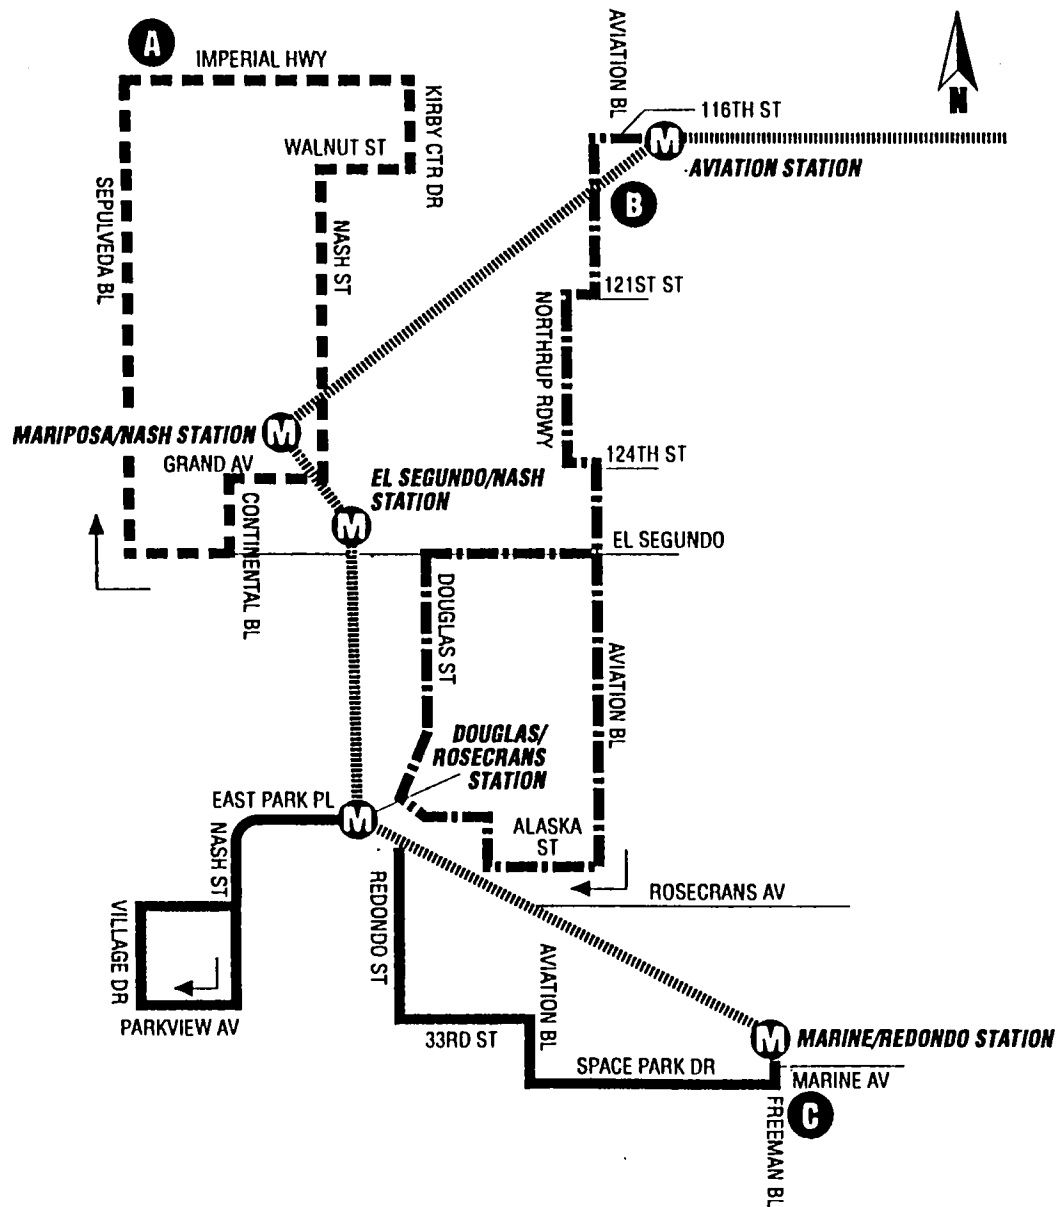 A
IMPERIAL HWY
AVIATION BL
KIRBY CTR DR
116TH ST
N
WALNUT ST
M
AVIATION STATION
SEPULVEDA BL
B
NASH ST
121ST ST
NORTHRUP RDWY
MARIPOSA/NASH STATION
M
GRAND AV
124TH ST
EL SEGUNDO/NASH
STATION
CONTINENTAL BL
M
EL SEGUNDO
DOUGLAS ST
AVIATION BL
DOUGLAS/
ROSECRANS
STATION
EAST PARK PL
M
NASH ST
ALASKA
ST
REDONDO ST
ROSECRANS AV
VILLAGE DR
AVIATION BL
PARKVIEW AV
33RD ST
M
MARINE/REDONDO STATION
SPACE PARK DR
MARINE AV
C
FREEMAN BL